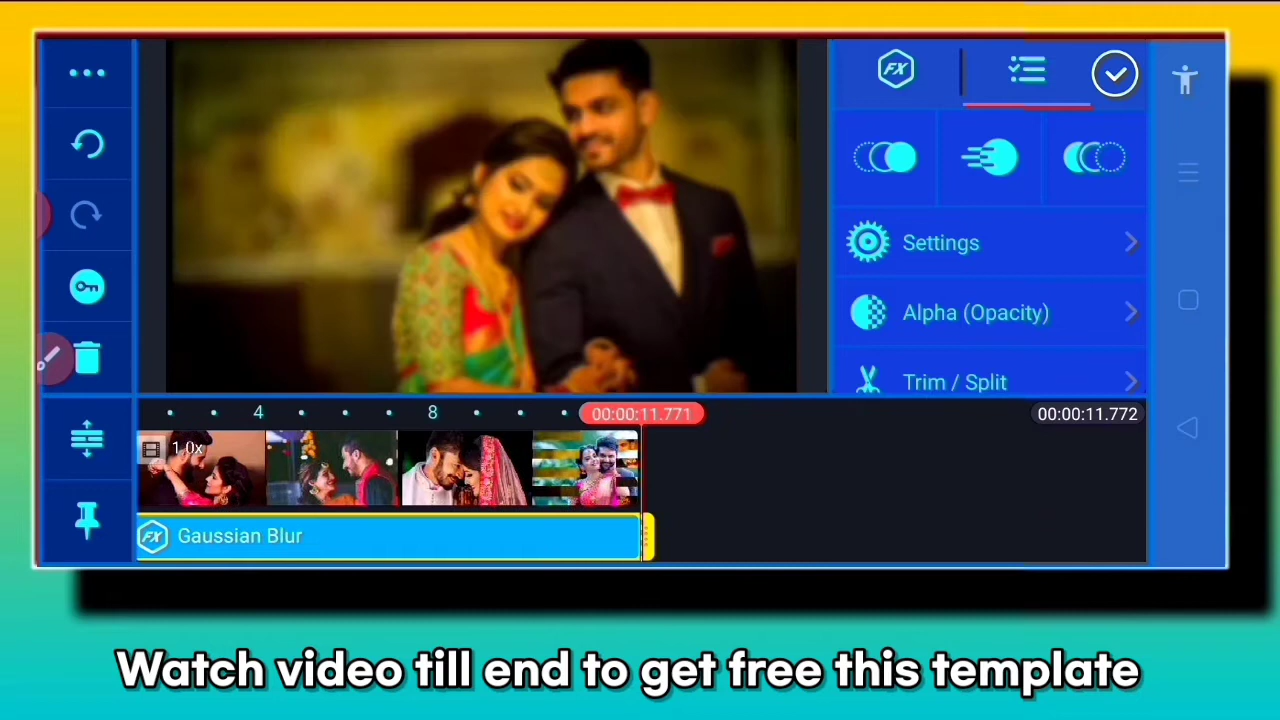 FX
Settings
Alpha (Opacity)
Trim / Split
4
8
00:00:11.771
00:00:11.772
1.0x
FX Gaussian Blur
Watch video till end to get free this template